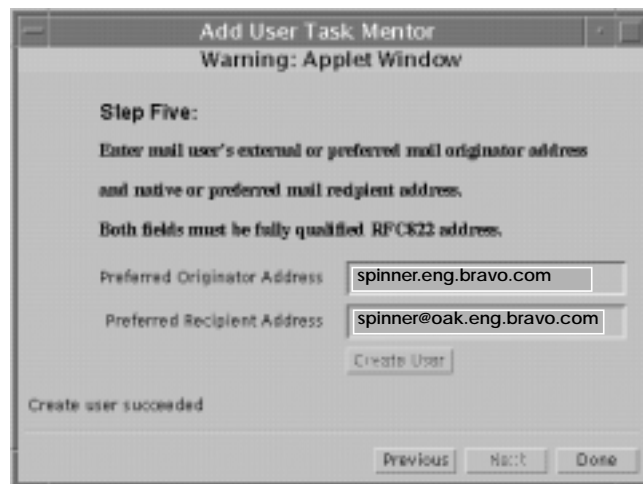 Add User Task Mentor
Warning: Applet Window
Step Five:
Enter mail user's external or preferred mail originator address
and native or preferred mail recipient address.
Both fields must be fully qualified RFC822 address.
Preferred Originator Address spinner.eng.bravo.com
Preferred Recipient Address spinner@oak.eng.bravo.com
Create User
Create user succeeded
Previous Next Done